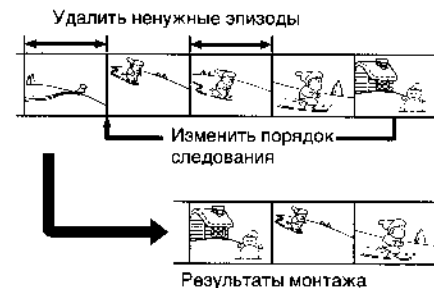 Удалить ненужные эпизоды
Изменить порядок
следования
Результаты монтажа